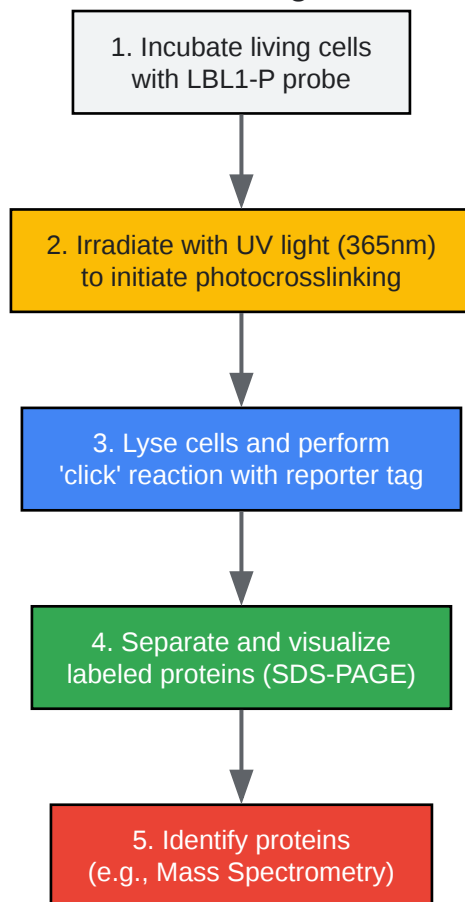 1. Incubate living cells
with LBL1-P probe
2. Irradiate with UV light (365nm)
to initiate photocrosslinking
3. Lyse cells and perform
'click' reaction with reporter tag
4. Separate and visualize
labeled proteins (SDS-PAGE)
5. Identify proteins
(e.g., Mass Spectrometry)